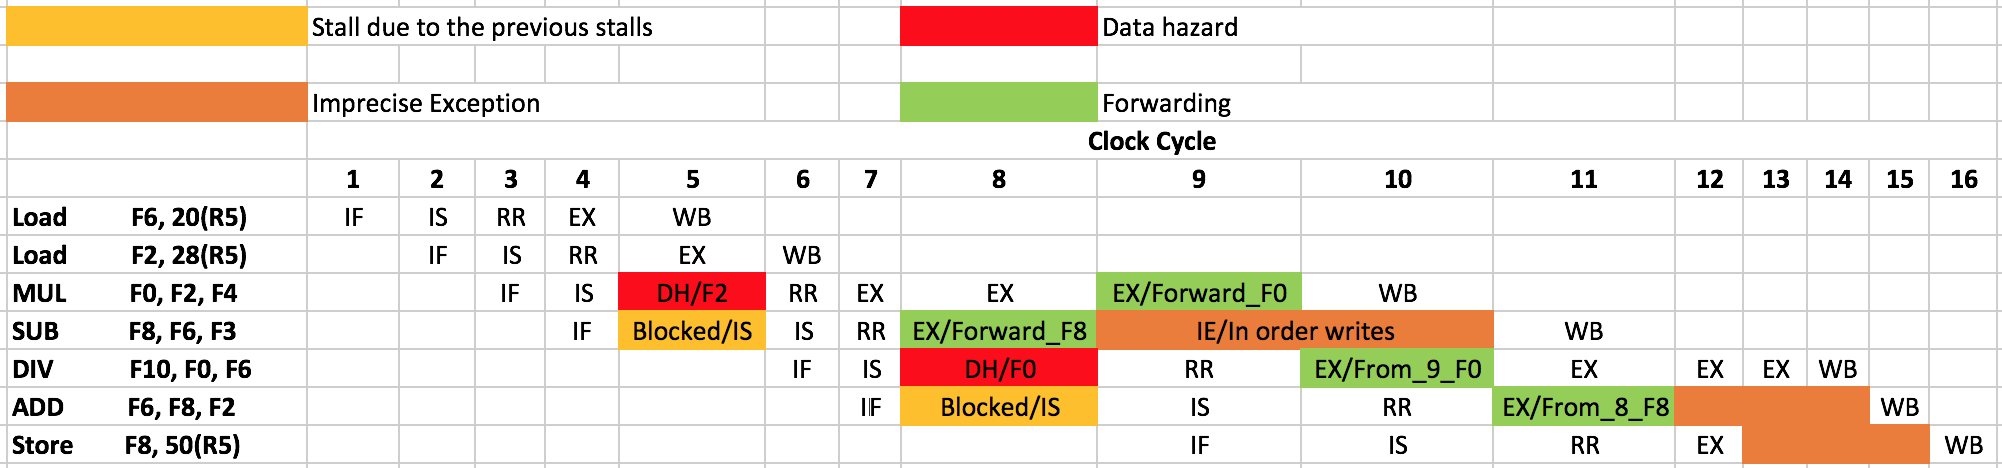 Stall due to the previous stalls Data hazard
Imprecise Exception Forwarding
Clock Cycle
1 2 3 4 5 6 7 8 9 10 11 12 13 14 15 16
Load F6, 20(R5) IF IS RR EX WB
Load F2, 28(R5) IF IS RR EX WB
MUL F0, F2, F4 IF IS DH/F2 RR EX EX EX/Forward_F0 WB
SUB F8, F6, F3 IF Blocked/IS IS RR EX/Forward_F8 IE/In order writes WB
DIV F10, F0, F6 IF IS DH/F0 RR EX/From_9_F0 EX EX EX WB
ADD F6, F8, F2 IF Blocked/IS IS RR EX/From_8_F8 WB
Store F8, 50(R5) IF IS RR EX WB